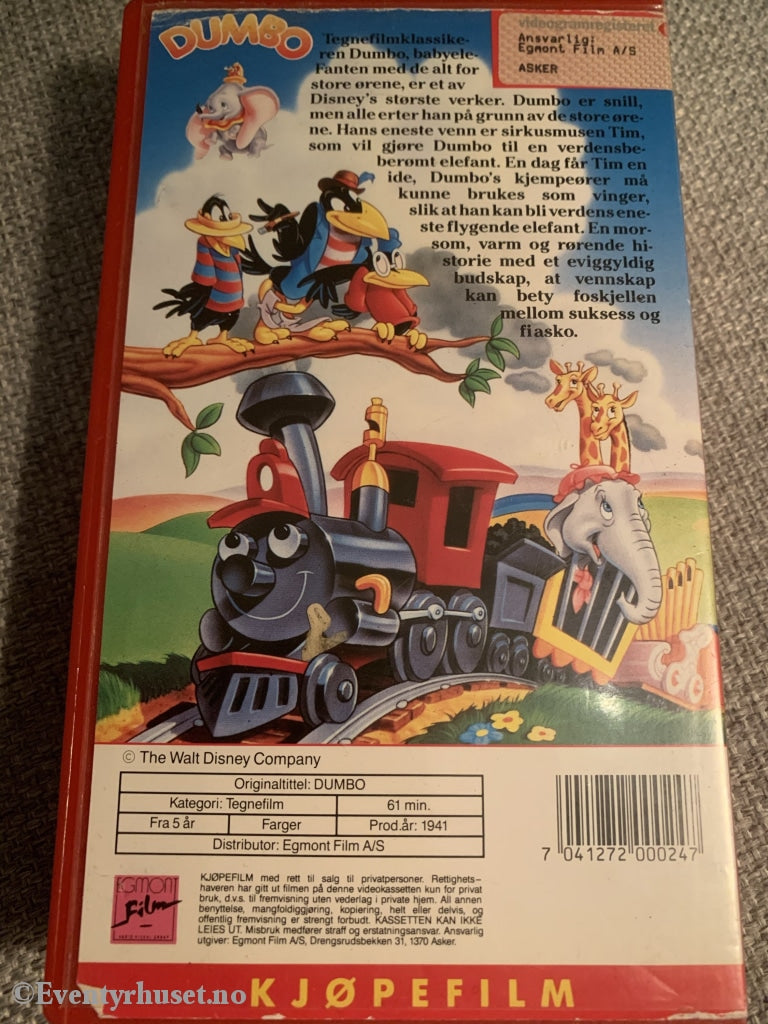 DUMBO
Tegnefilmklassike-
ren Dumbo, babyele-
Fanten med de alt for
store ørene, er et av
Disney's største verker. Dumbo er snill,
men alle erter han på grunn av de store øre-
ne. Hans eneste venn er sirkusmusen Tim,
som vil gjøre Dumbo til en verdensbe-
berømt elefant. En dag får Tim en
ide, Dumbo's kjempeører må
kunne brukes som vinger,
slik at han kan bli verdens ene-
ste flygende elefant. En mor-
som, varm og rørende hi-
storie med et eviggyldig
budskap, at vennskap
kan bety foskjellen
mellom suksess og
fiasko.
videogramregisteret
Ansvarlig:
Egmont Film A/S
ASKER
© The Walt Disney Company
Originaltittel: DUMBO
Kategori: Tegnefilm 61 min.
Fra 5 år Farger Prod.år: 1941
Distributør: Egmont Film A/S
7 041272 000247
EGMONT
Film
KJØPEFILM med rett til salg til privatpersoner. Rettighets-
haveren har gitt ut filmen på denne videokassetten kun for privat
bruk, d.v.s. til fremvisning uten vederlag i private hjem. All annen
benyttelse, mangfoldiggjøring, kopiering, helt eller delvis, og
offentlig fremvisning er strengt forbudt. KASSETTEN KAN IKKE
LEIES UT. Misbruk medfører straff og erstatningsansvar. Ansvarlig
utgiver: Egmont Film A/S, Drengsrudsbekken 31, 1370 Asker.
©Eventyrhuset.no
KJØPEFILM